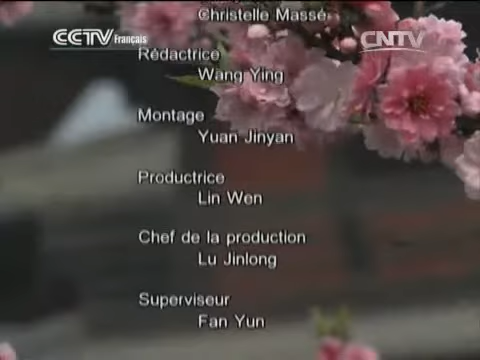 Christelle Massé
CCTV Français
CNTV
Rédactrice
Wang Ying
Montage
Yuan Jinyan
Productrice
Lin Wen
Chef de la production
Lu Jinlong
Superviseur
Fan Yun